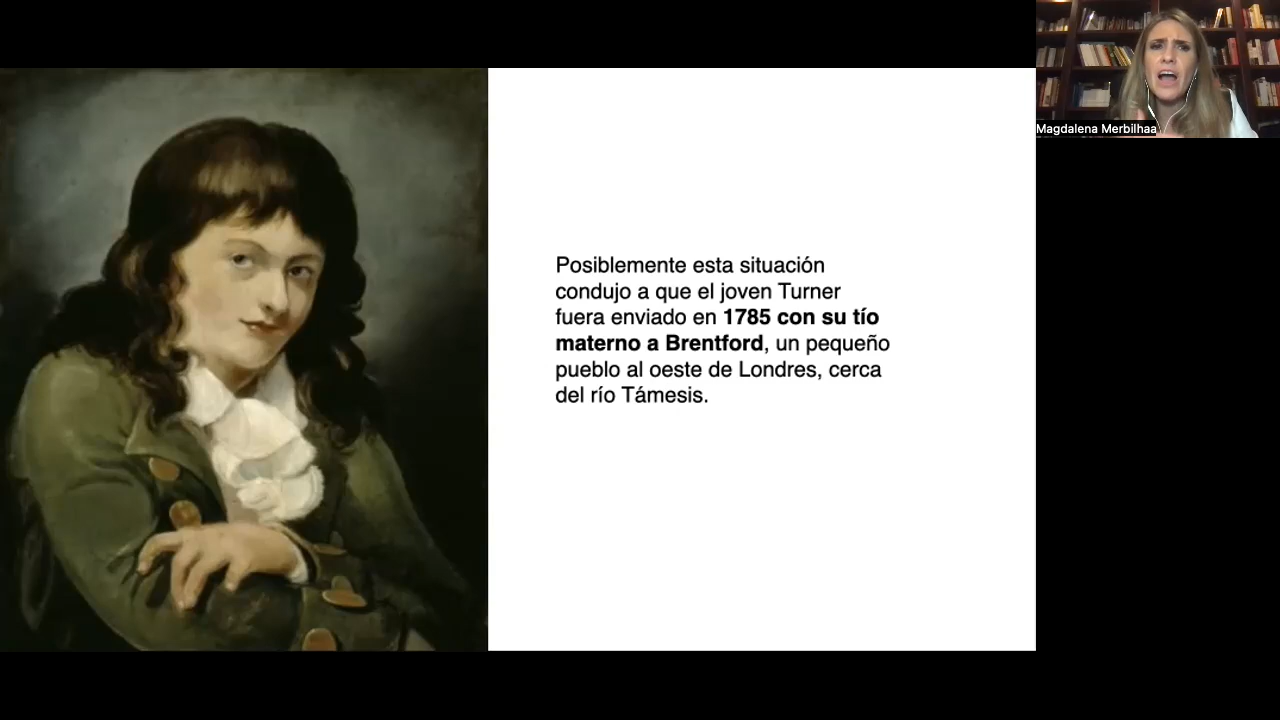 Magdalena Merbilhaa
Posiblemente esta situación
condujo a que el joven Turner
fuera enviado en 1785 con su tío
materno a Brentford, un pequeño
pueblo al oeste de Londres, cerca
del río Támesis.